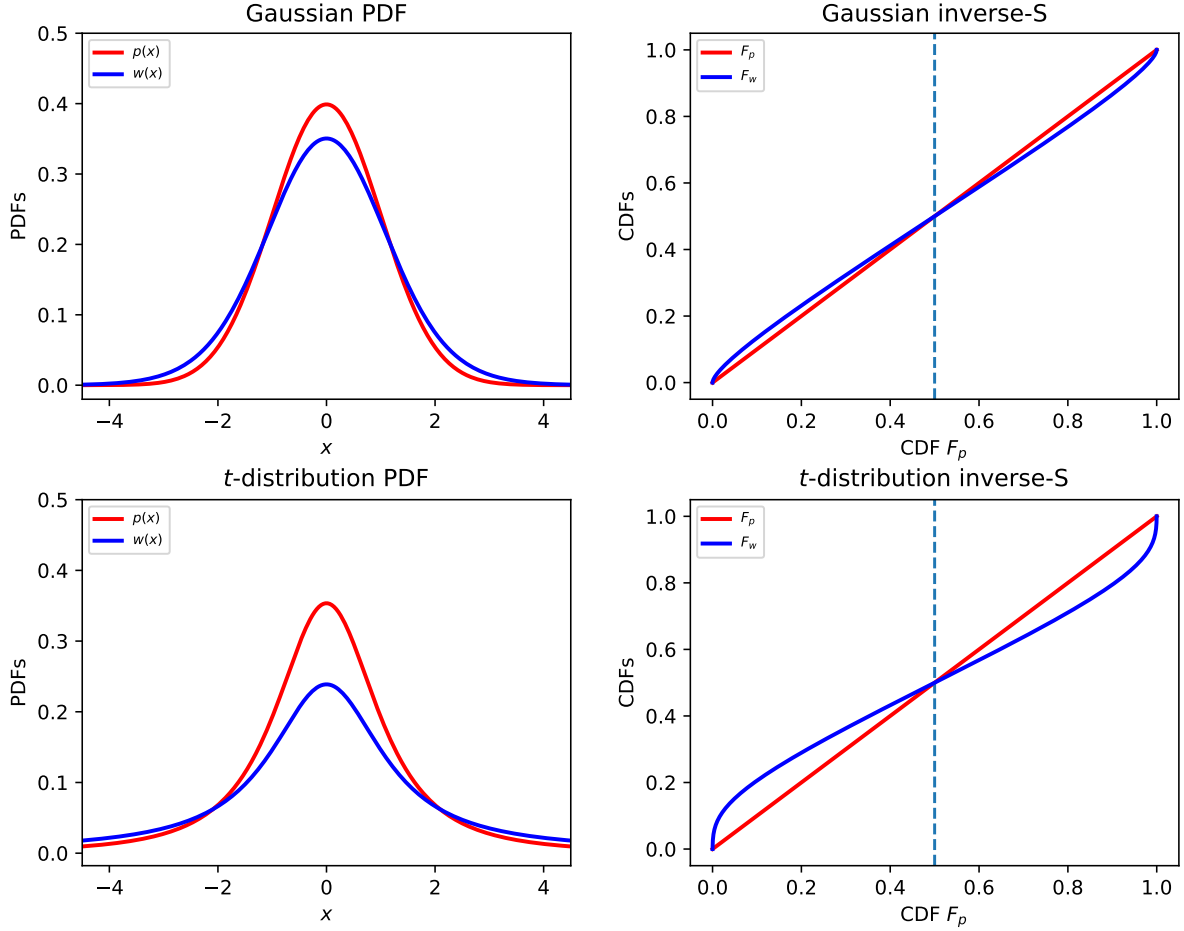 Gaussian PDF
0.5
0.4
0.3
0.2
0.1
0.0
PDFs
p(x)
w(x)
−4
−2
0
2
4
x
Gaussian inverse-S
1.0
0.8
0.6
0.4
0.2
0.0
CDFs
F_p
F_w
0.0
0.2
0.4
0.6
0.8
1.0
CDF F_p
t-distribution PDF
0.5
0.4
0.3
0.2
0.1
0.0
PDFs
p(x)
w(x)
−4
−2
0
2
4
x
t-distribution inverse-S
1.0
0.8
0.6
0.4
0.2
0.0
CDFs
F_p
F_w
0.0
0.2
0.4
0.6
0.8
1.0
CDF F_p